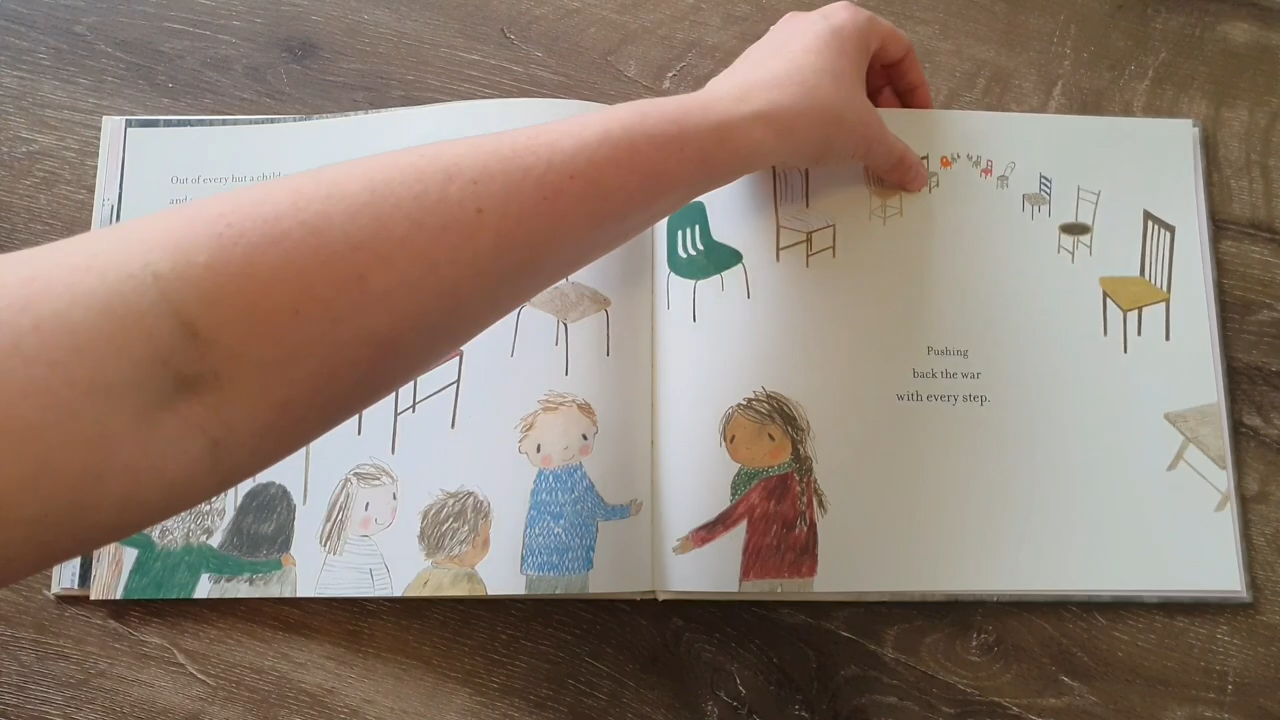 Out of every hut a child
and
Pushing
back the war
with every step.